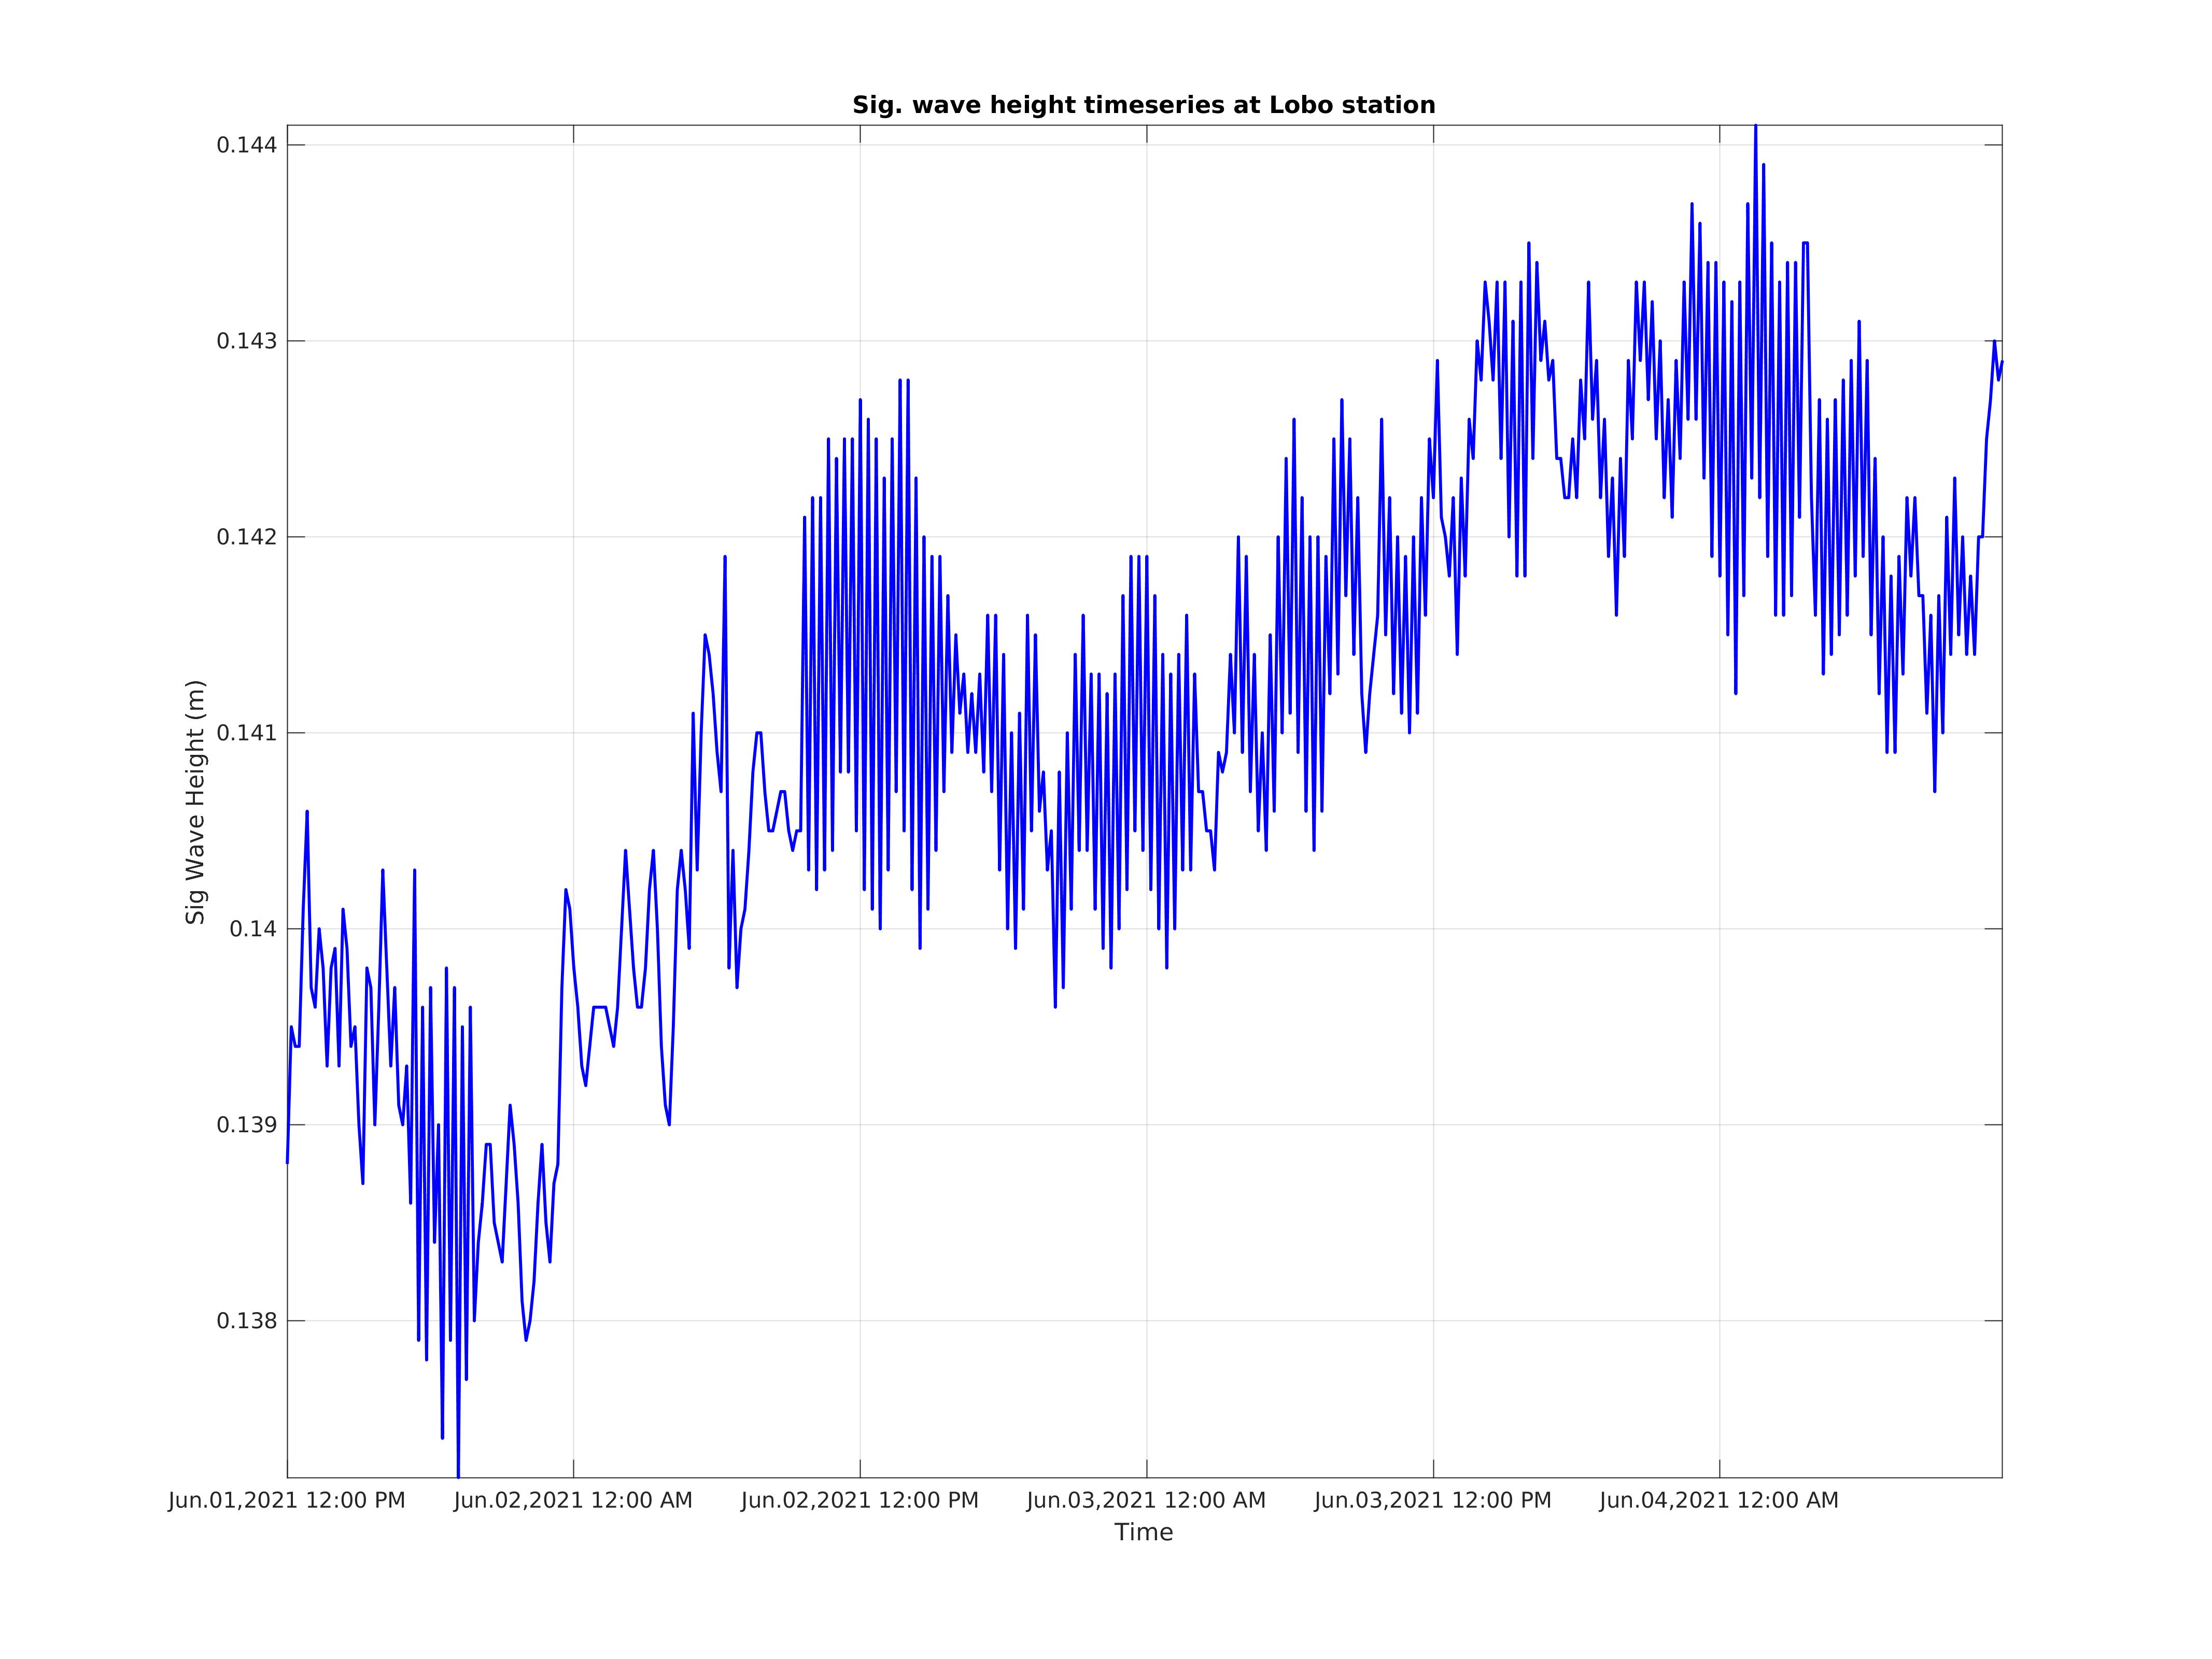 Sig. wave height timeseries at Lobo station
0.144
0.143
0.142
0.141
0.14
0.139
0.138
Sig Wave Height (m)
Jun.01,2021 12:00 PM
Jun.02,2021 12:00 AM
Jun.02,2021 12:00 PM
Jun.03,2021 12:00 AM
Jun.03,2021 12:00 PM
Jun.04,2021 12:00 AM
Time